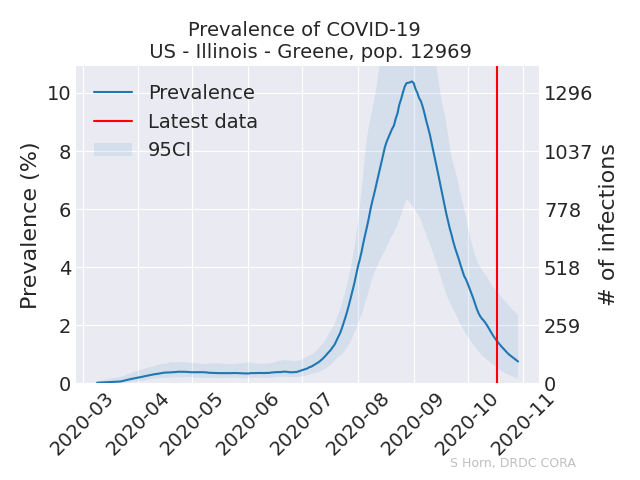 Prevalence of COVID-19
US - Illinois - Greene, pop. 12969
Prevalence
Latest data
95CI
Prevalence (%)
10
8
6
4
2
0
1296
1037
778
518
259
0
# of infections
2020-03
2020-04
2020-05
2020-06
2020-07
2020-08
2020-09
2020-10
2020-11
S Horn, DRDC CORA